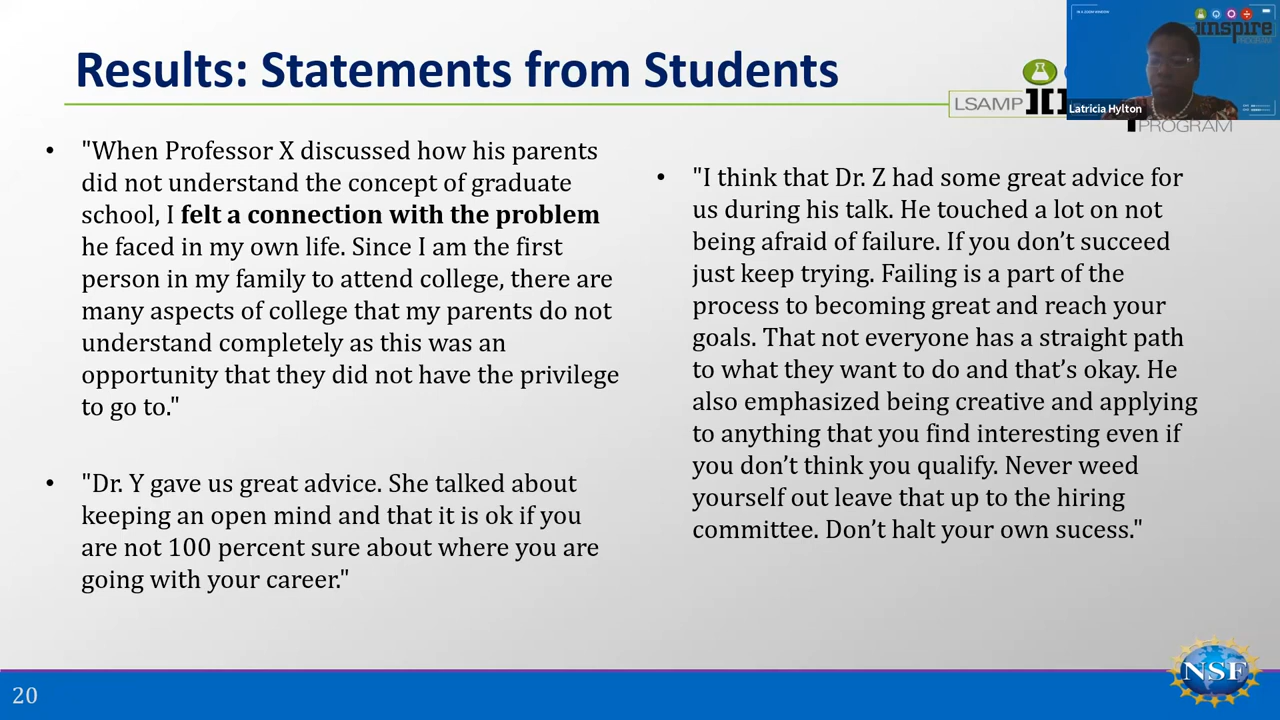 Results: Statements from Students
LSAMP
PROGRAM
inspire
PROGRAM
Latricia Hylton
• "When Professor X discussed how his parents
did not understand the concept of graduate
school, I felt a connection with the problem
he faced in my own life. Since I am the first
person in my family to attend college, there are
many aspects of college that my parents do not
understand completely as this was an
opportunity that they did not have the privilege
to go to."
• "Dr. Y gave us great advice. She talked about
keeping an open mind and that it is ok if you
are not 100 percent sure about where you are
going with your career."
• "I think that Dr. Z had some great advice for
us during his talk. He touched a lot on not
being afraid of failure. If you don’t succeed
just keep trying. Failing is a part of the
process to becoming great and reach your
goals. That not everyone has a straight path
to what they want to do and that’s okay. He
also emphasized being creative and applying
to anything that you find interesting even if
you don’t think you qualify. Never weed
yourself out leave that up to the hiring
committee. Don’t halt your own sucess."
NSF
20